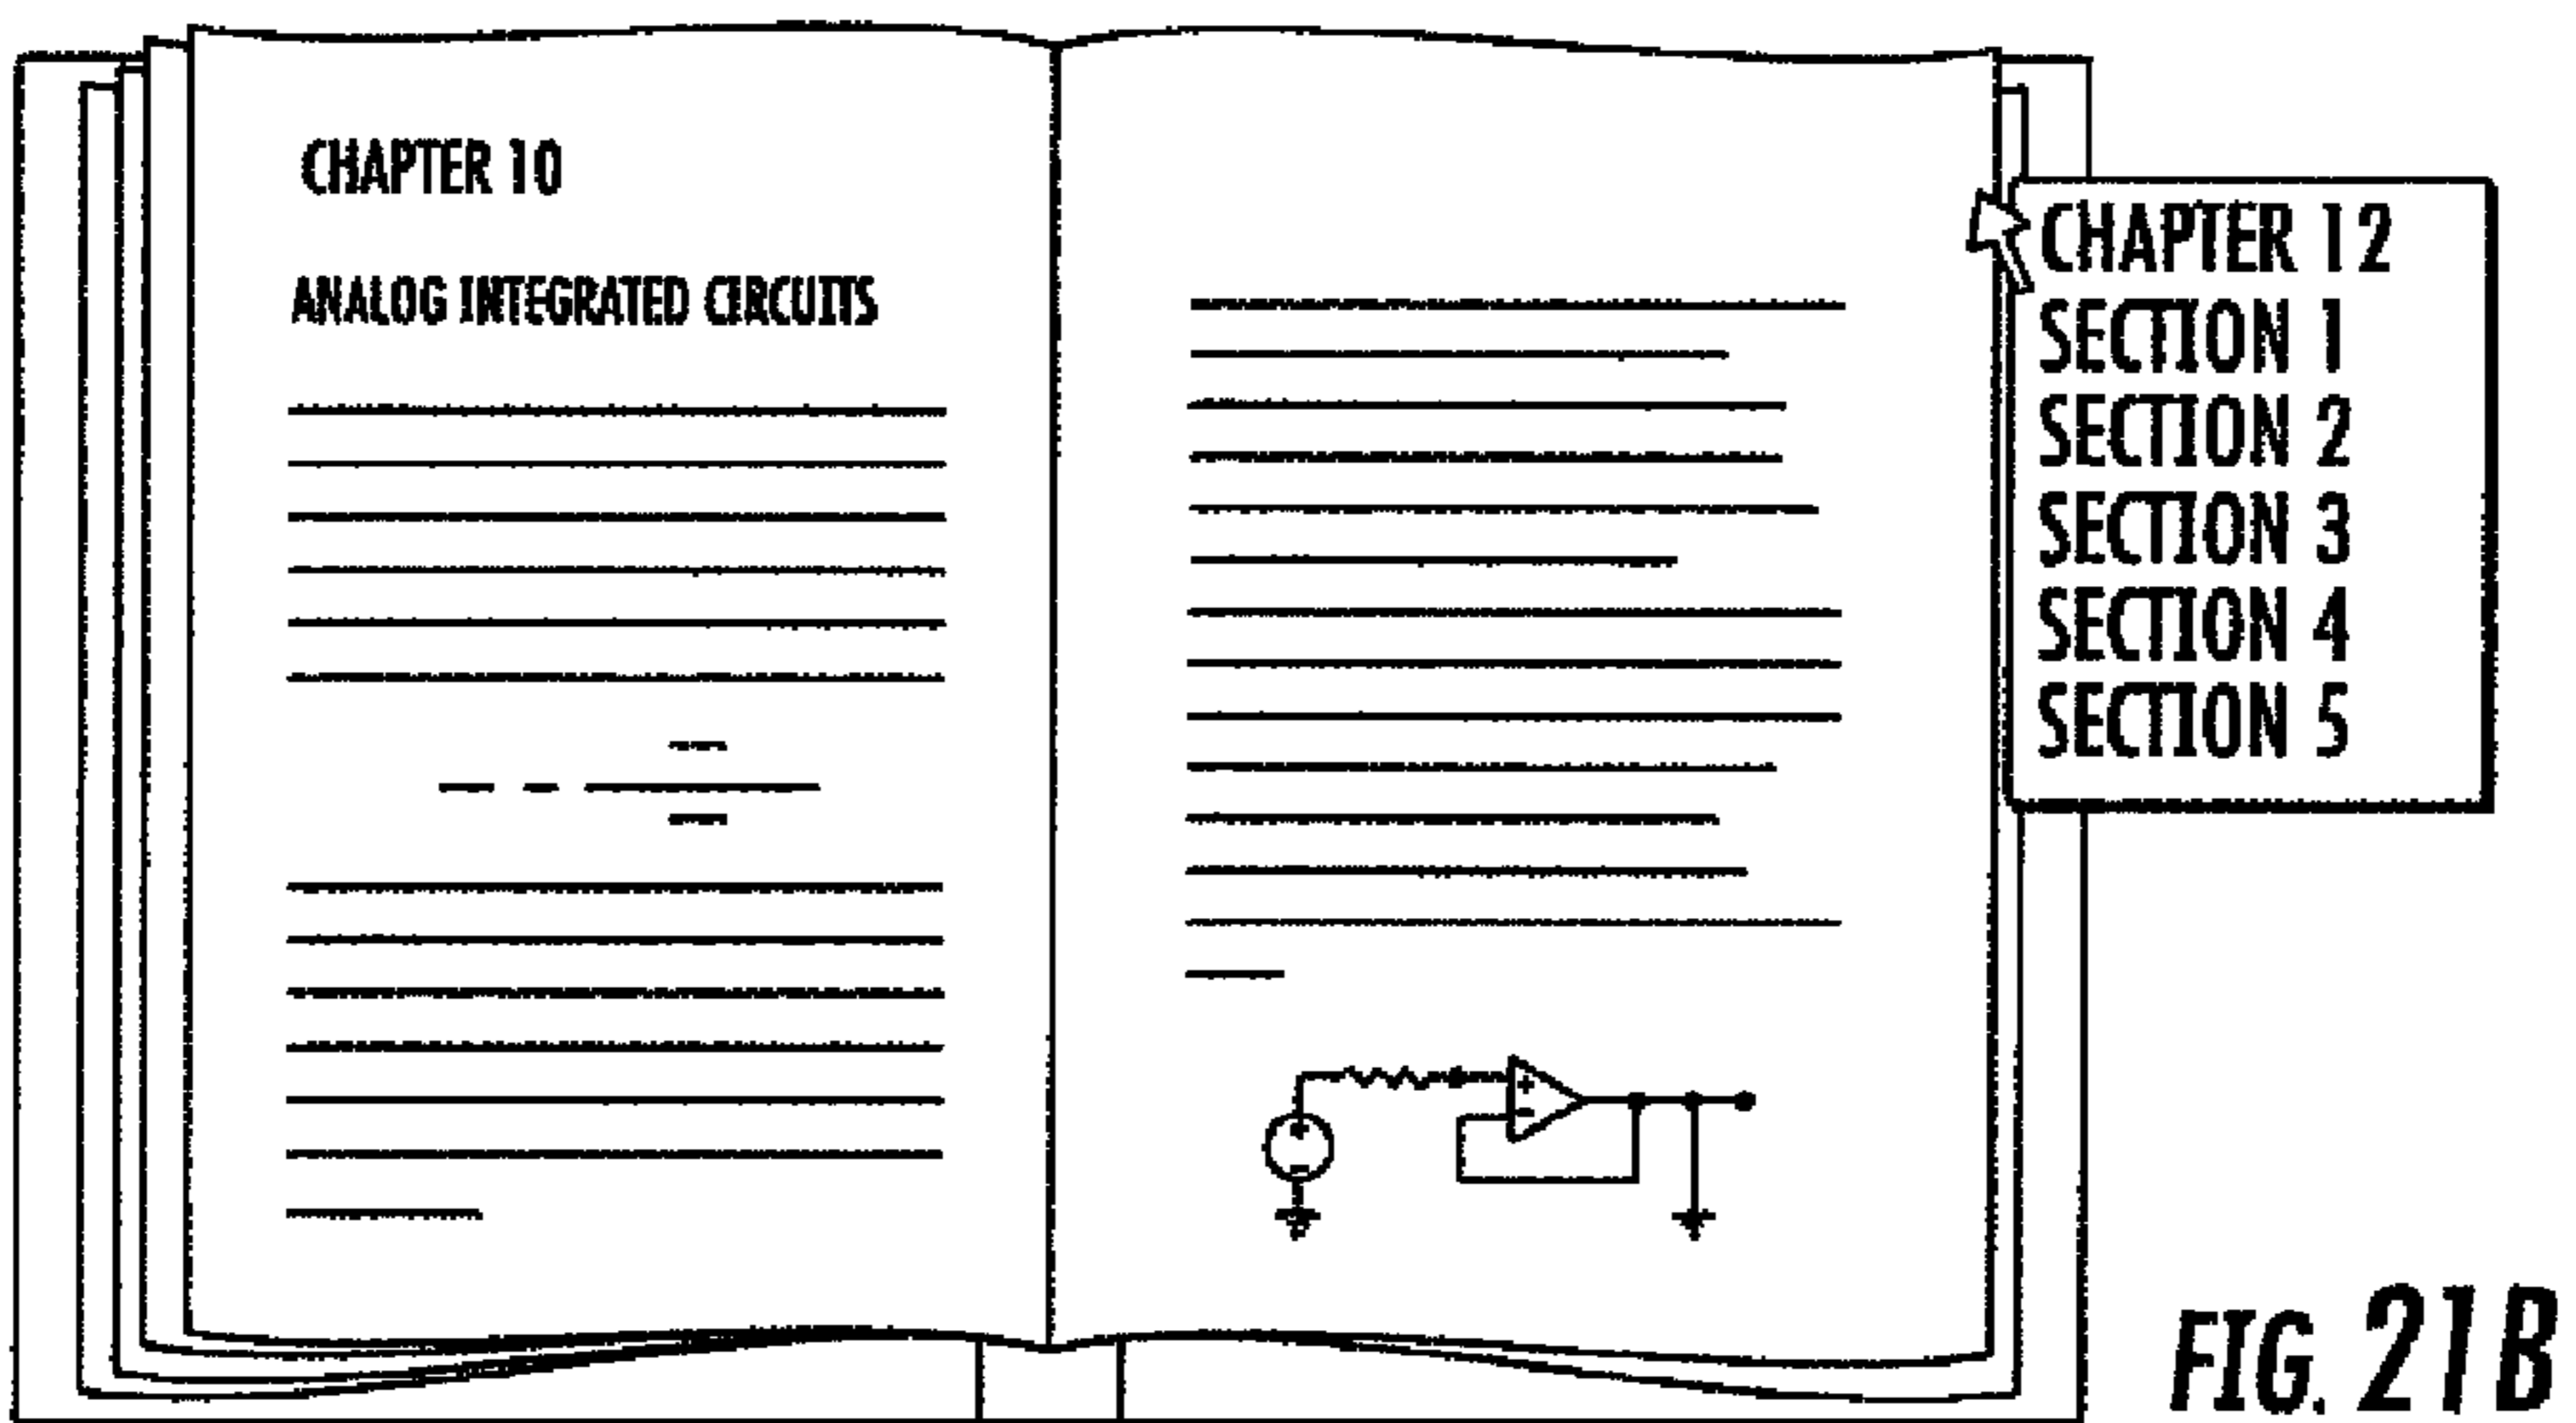 CHAPTER 10
ANALOG INTEGRATED CIRCUITS
CHAPTER 12
SECTION 1
SECTION 2
SECTION 3
SECTION 4
SECTION 5
FIG. 21B